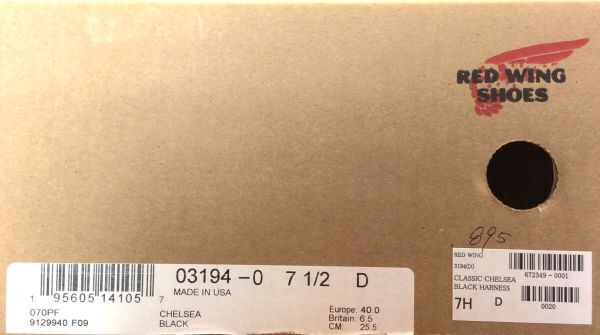 RED WING
SHOES
895
03194-0 7 1/2 D
MADE IN USA
1 95605 14105 7
070PF
9129940 F09
CHELSEA
BLACK
Europe: 40.0
Britain: 6.5
CM: 25.5
RED WING
3194(D)
CLASSIC CHELSEA
BLACK HARNESS
7H D
672349-0001
0020